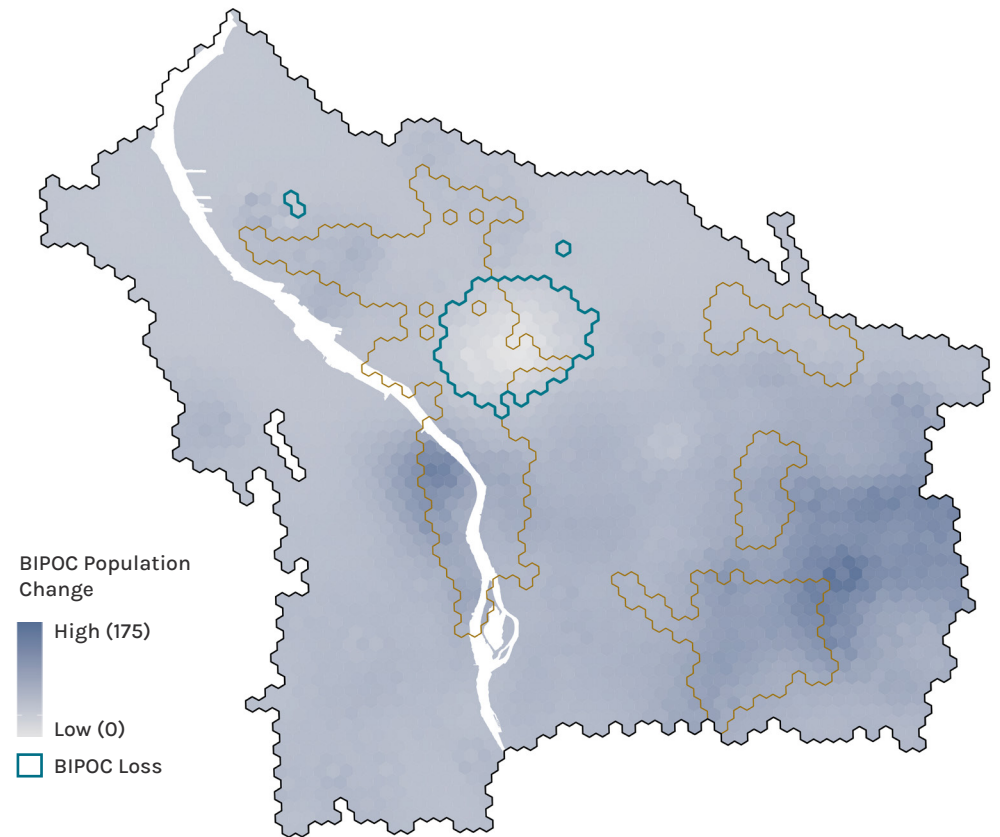 BIPOC Population
Change
High (175)
Low (0)
BIPOC Loss